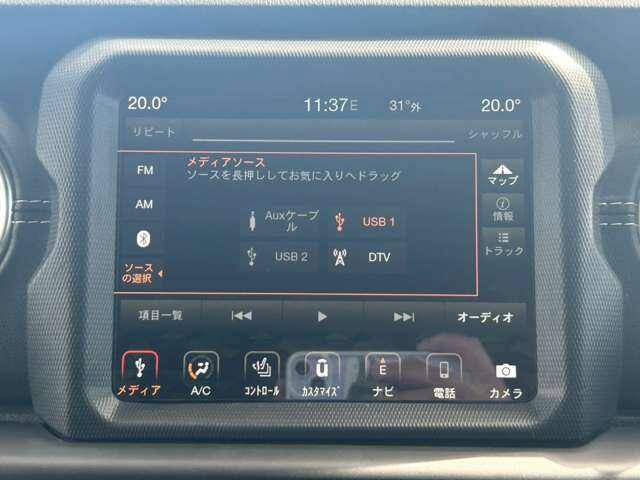 20.0° 11:37E 31°外 20.0°
リピート シャッフル
FM
AM
ソース
の選択
メディアソース
ソースを長押ししてお気に入りへドラッグ
Auxケーブ
ル
USB 1
USB 2
DTV
マップ
情報
トラック
項目一覧 オーディオ
メディア A/C コントロール カスタマイズ E ナビ 電話 カメラ